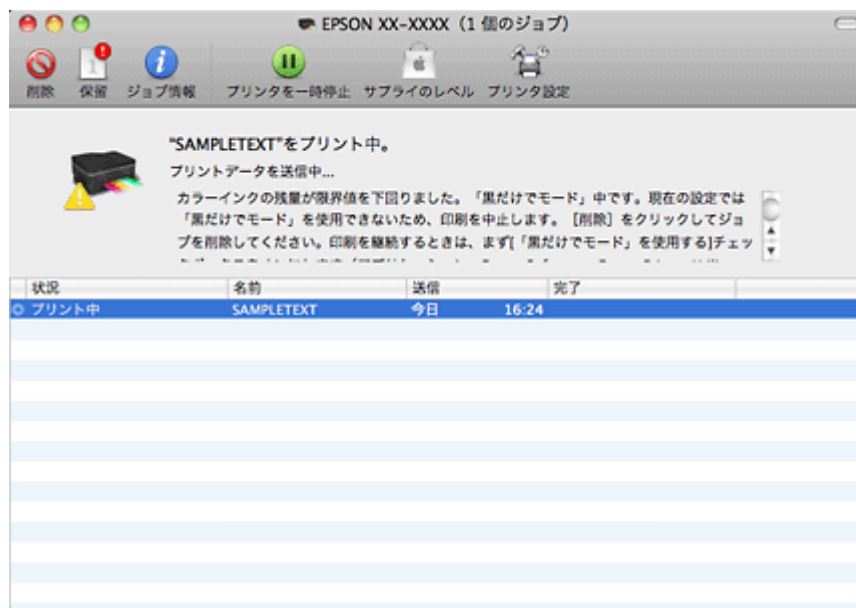 EPSON XX-XXXX（1 個のジョブ）
削除 保留 ジョブ情報 プリンタを一時停止 サプライのレベル プリンタ設定
"SAMPLETEXT"をプリント中。
プリントデータを送信中...
カラーインクの残量が限界値を下回りました。「黒だけでモード」中です。現在の設定では
「黒だけでモード」を使用できないため、印刷を中止します。［削除］をクリックしてジョ
ブを削除してください。印刷を継続するときは、まず[「黒だけでモード」を使用する]チェッ
状況 名前 送信 完了
プリント中 SAMPLETEXT 今日 16:24